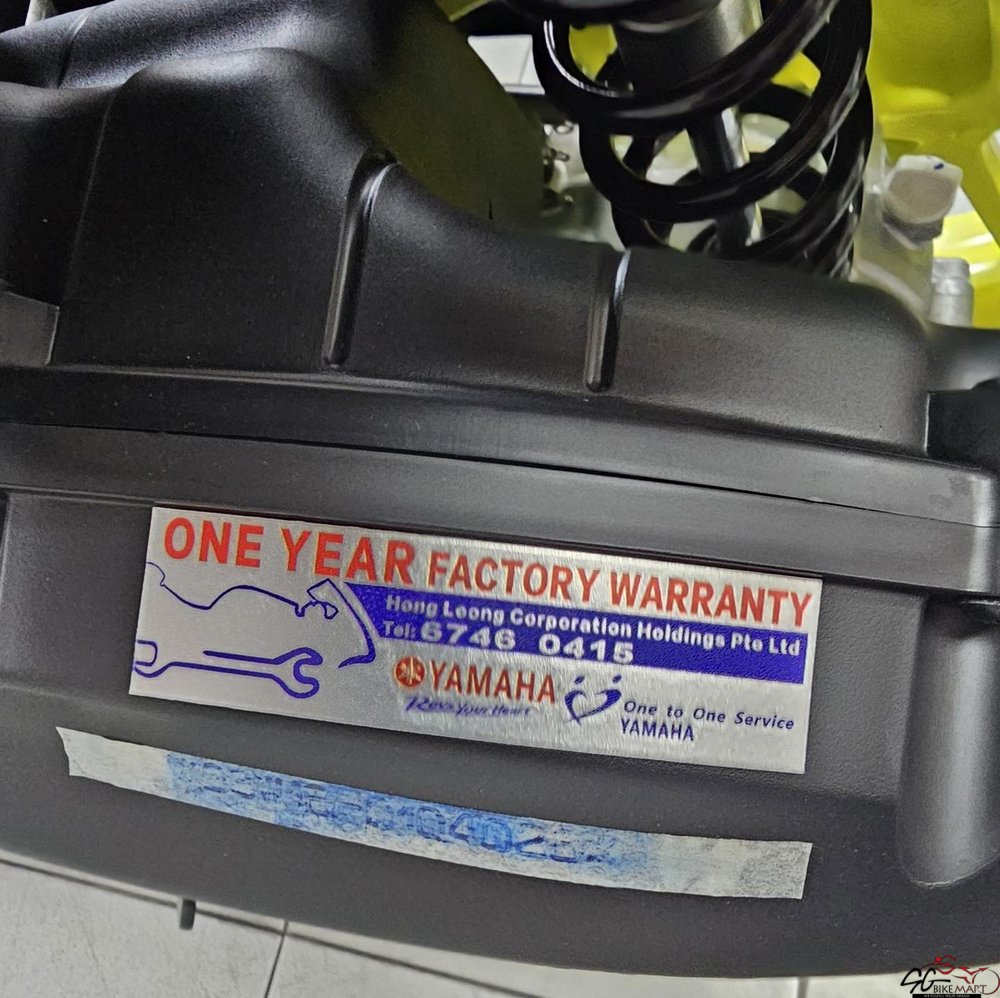 ONE YEAR FACTORY WARRANTY
Hong Leong Corporation Holdings Pte Ltd
Tel: 6746 0415
YAMAHA
Revs Your Heart
One to One Service
YAMAHA
SG
BIKEMART